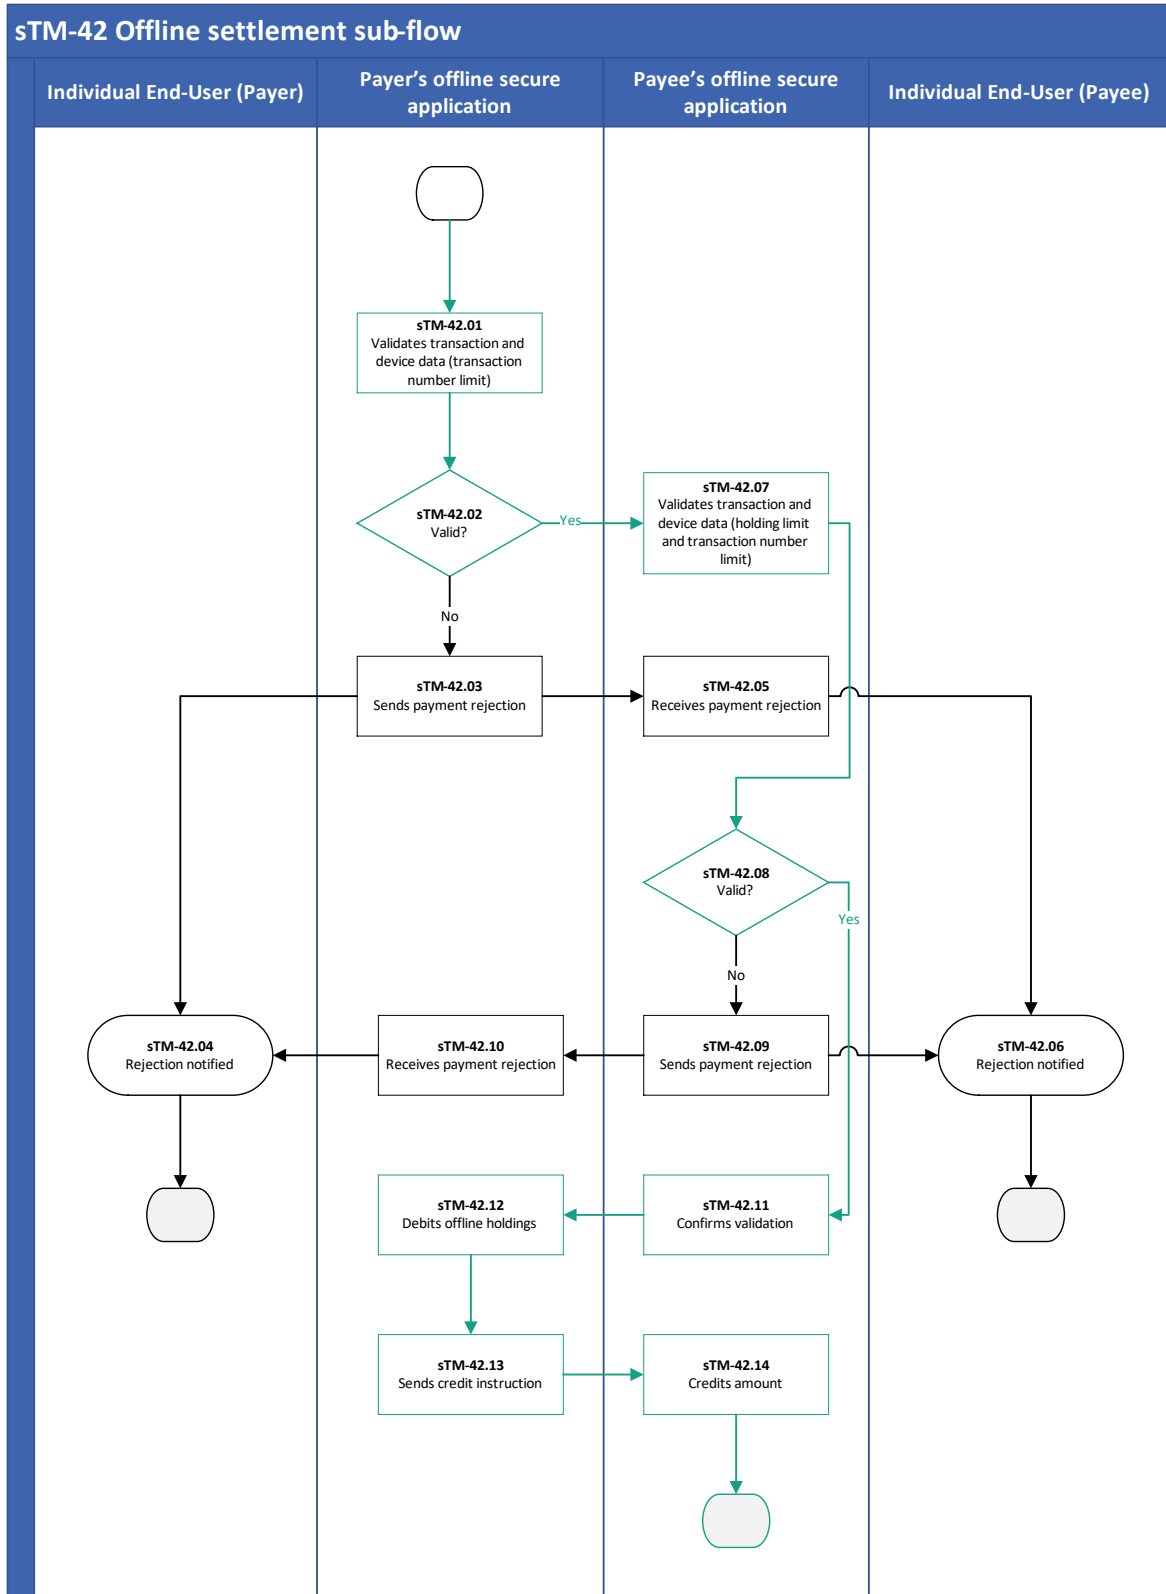 sTM-42 Offline settlement sub-flow
Individual End-User (Payer)
Payer's offline secure
application
Payee's offline secure
application
Individual End-User (Payee)
sTM-42.01
Validates transaction and
device data (transaction
number limit)
sTM-42.02
Valid?
Yes
sTM-42.07
Validates transaction and
device data (holding limit
and transaction number
limit)
No
sTM-42.03
Sends payment rejection
sTM-42.05
Receives payment rejection
sTM-42.08
Valid?
Yes
No
sTM-42.04
Rejection notified
sTM-42.10
Receives payment rejection
sTM-42.09
Sends payment rejection
sTM-42.06
Rejection notified
sTM-42.12
Debits offline holdings
sTM-42.11
Confirms validation
sTM-42.13
Sends credit instruction
sTM-42.14
Credits amount